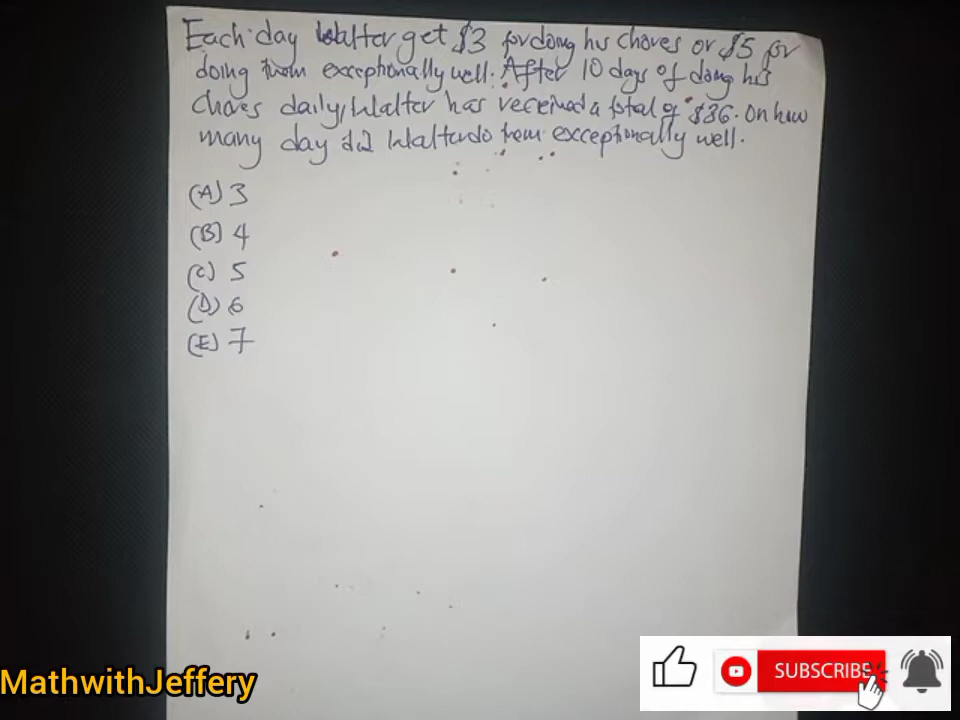 Each day Walter get $3 for doing his chores or $5 for
doing them exceptionally well. After 10 days of doing his
chores daily, Walter has received a total of $36. On how
many day did Walter do them exceptionally well.
(A) 3
(B) 4
(C) 5
(D) 6
(E) 7
MathwithJeffery
SUBSCRIBE